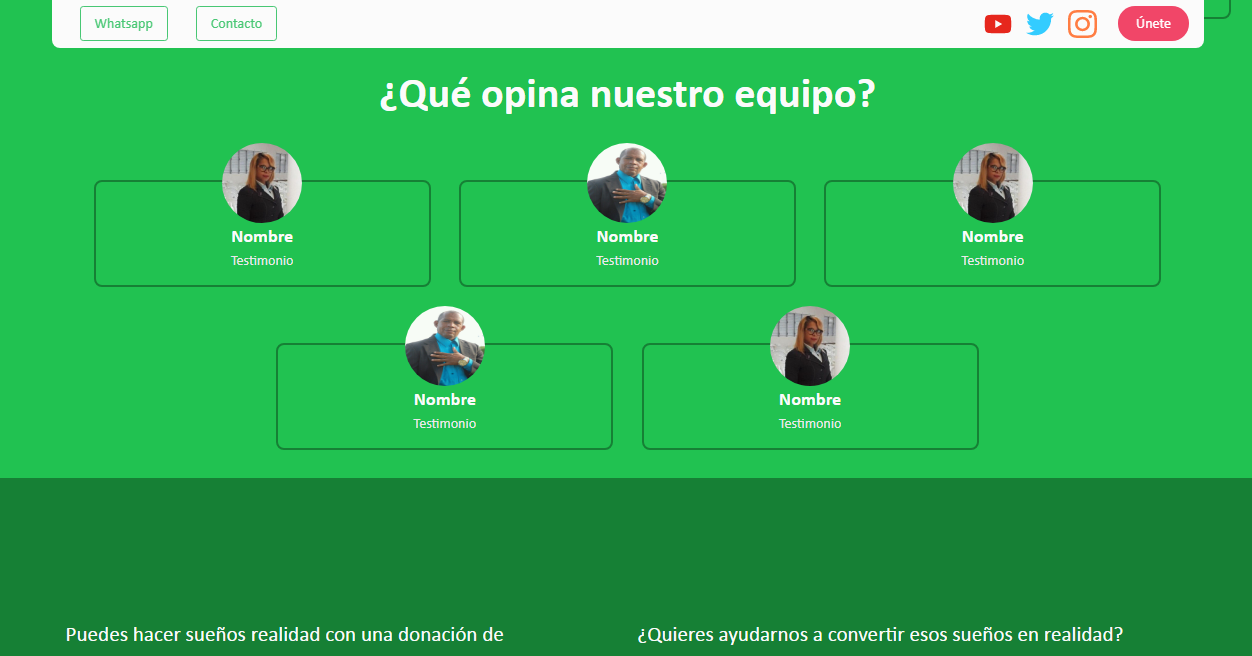 Whatsapp
Contacto
Únete
¿Qué opina nuestro equipo?
Nombre
Testimonio
Nombre
Testimonio
Nombre
Testimonio
Nombre
Testimonio
Nombre
Testimonio
Puedes hacer sueños realidad con una donación de
¿Quieres ayudarnos a convertir esos sueños en realidad?